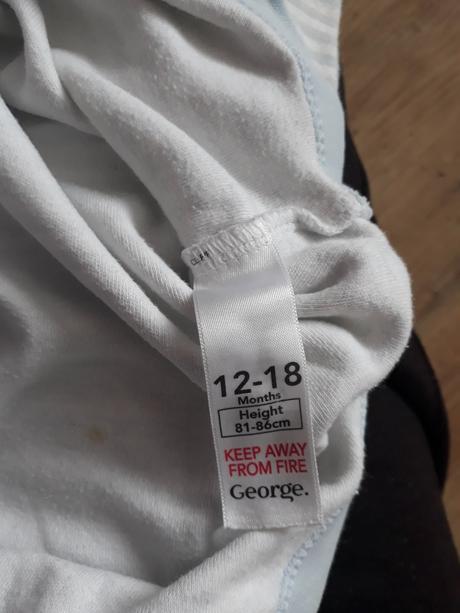 12-18
Months
Height
81-86cm
KEEP AWAY
FROM FIRE
George.